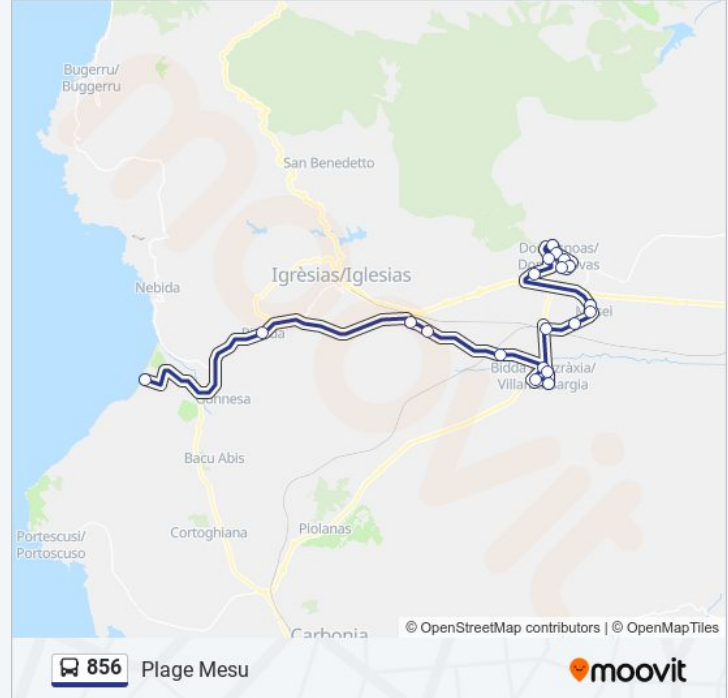 Bugerru/
Buggerru
San Benedetto
Igrèsias/Iglesias
Nebida
Gonnesa
Bacu Abis
Portescusi/
Portoscuso
Cortoghiana
Piolanas
Carbonia
© OpenStreetMap contributors | © OpenMapTiles
856 Plage Mesu
moovit
moovit